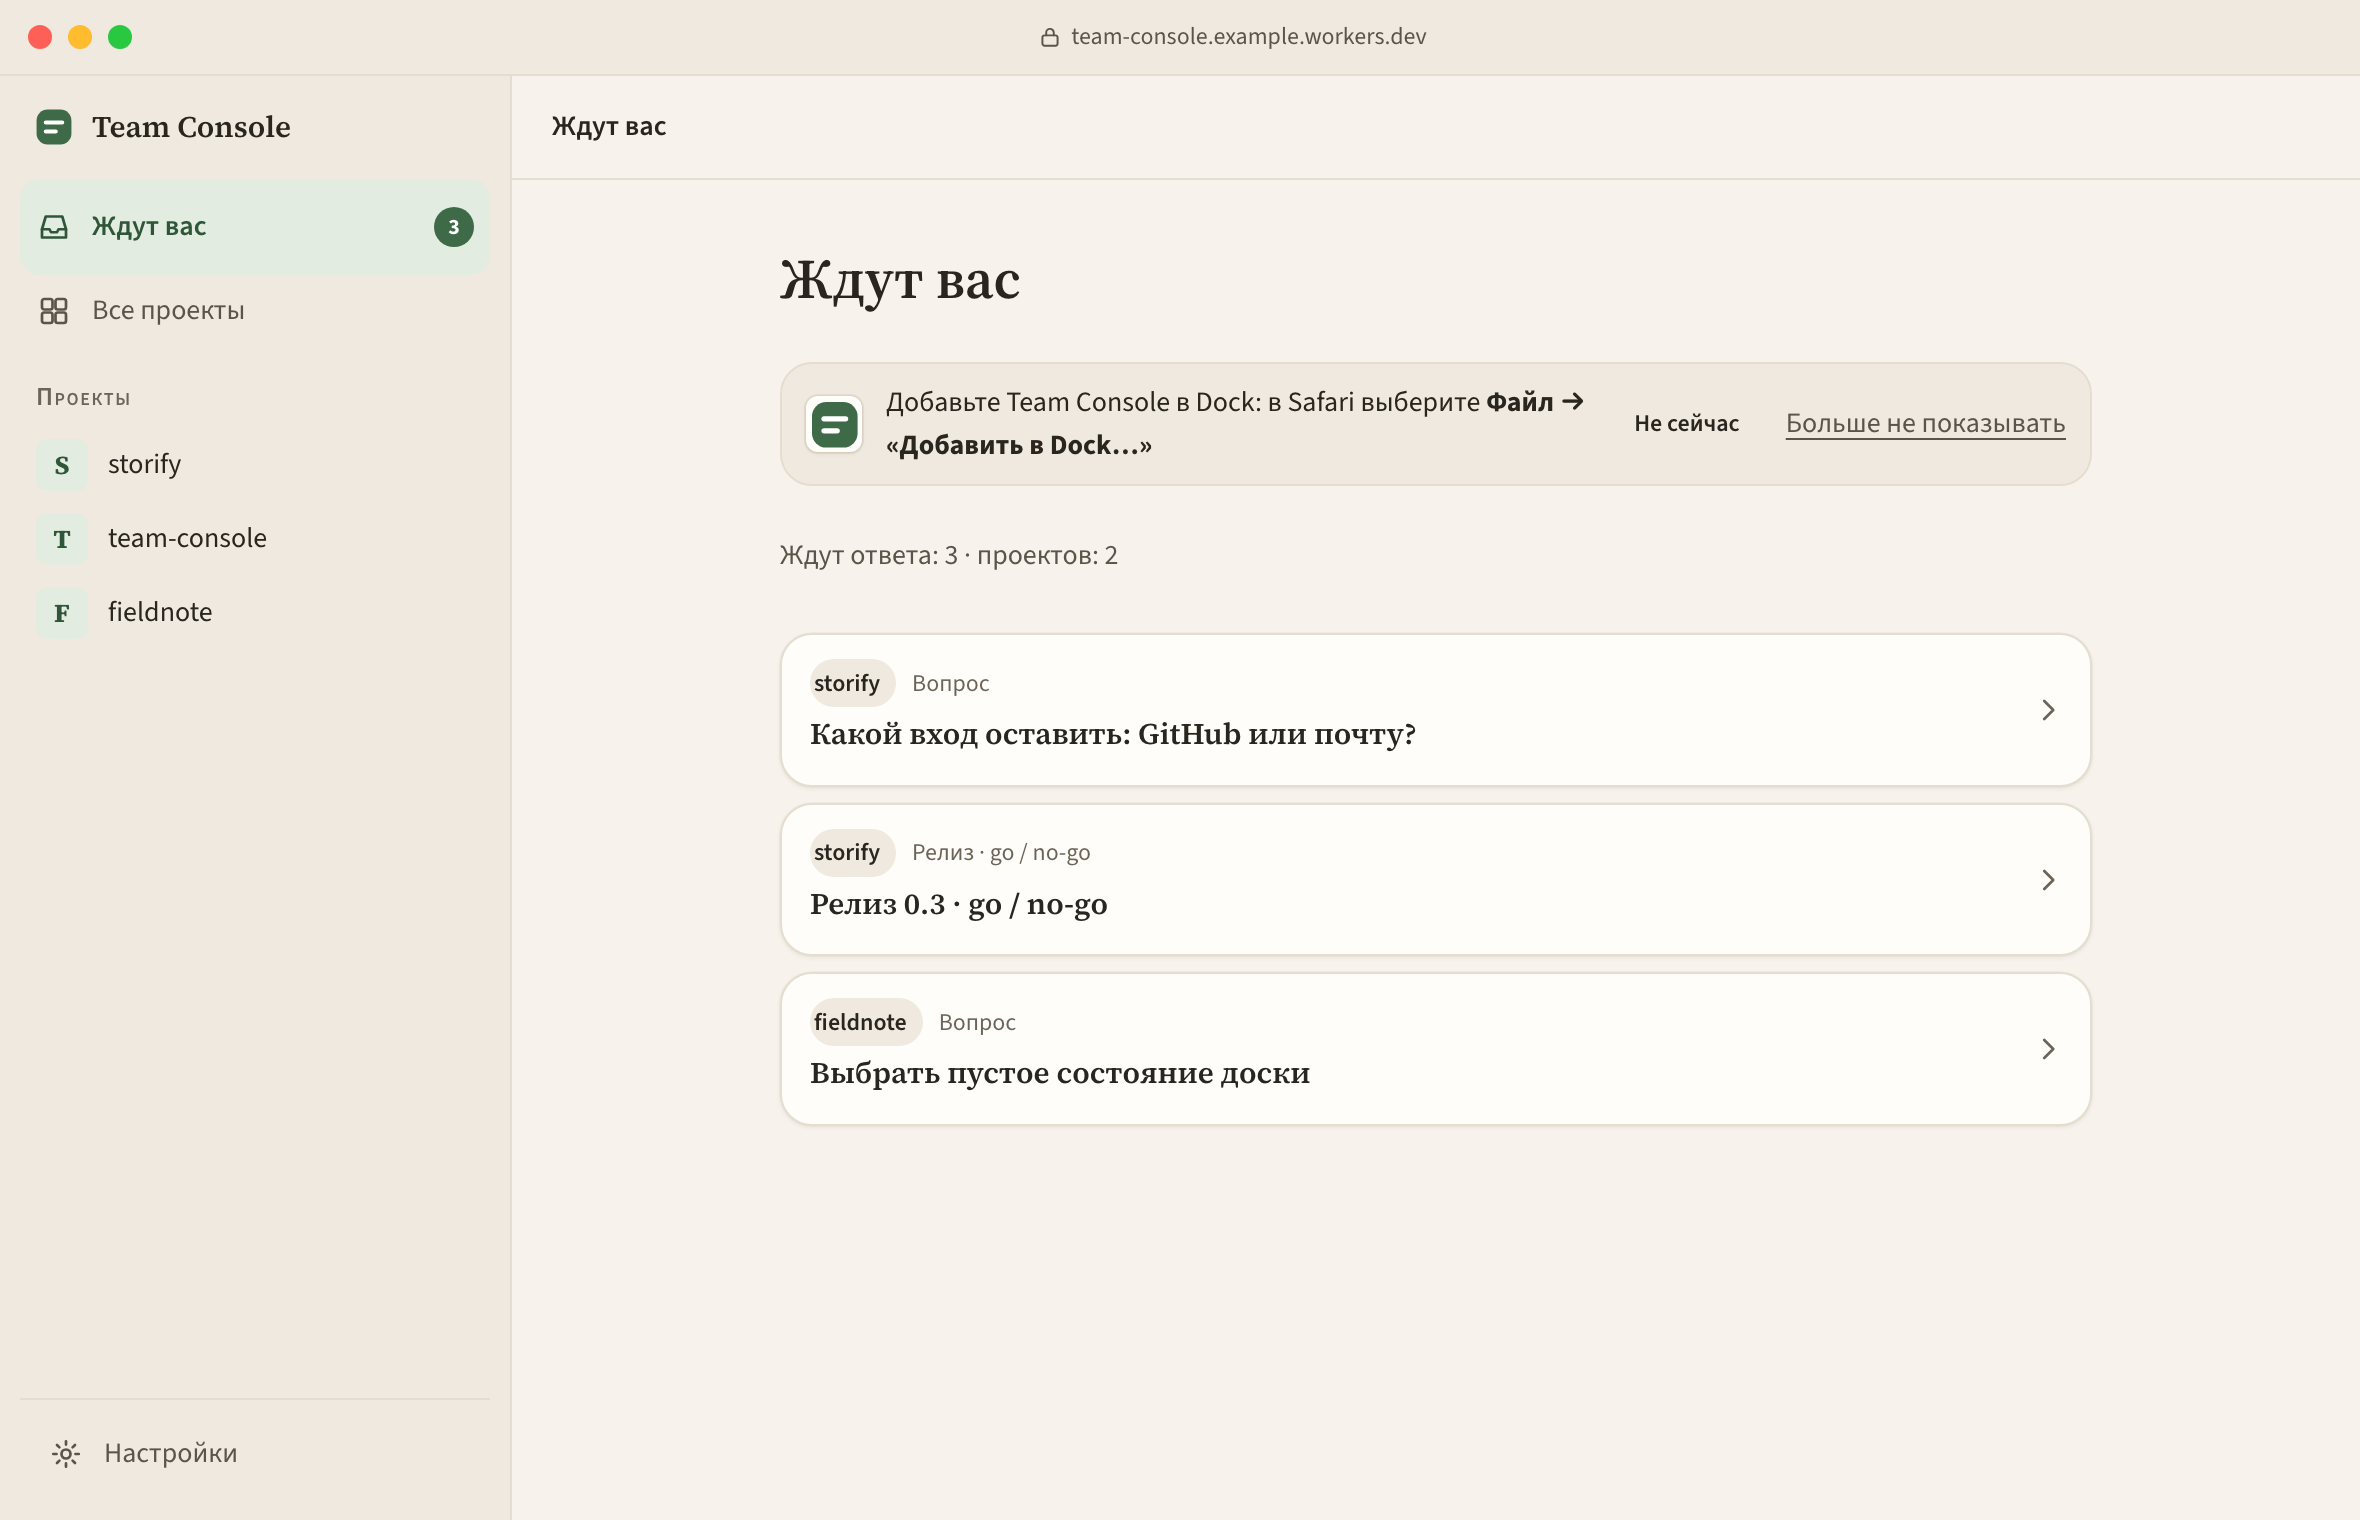 team-console.example.workers.dev
Team Console
Ждут вас
3
Все проекты
Проекты
S storify
T team-console
F fieldnote
Настройки
Ждут вас
Ждут вас
Добавьте Team Console в Dock: в Safari выберите Файл →
«Добавить в Dock…»
Не сейчас
Больше не показывать
Ждут ответа: 3 · проектов: 2
storify Вопрос
Какой вход оставить: GitHub или почту?
storify Релиз · go / no-go
Релиз 0.3 · go / no-go
fieldnote Вопрос
Выбрать пустое состояние доски